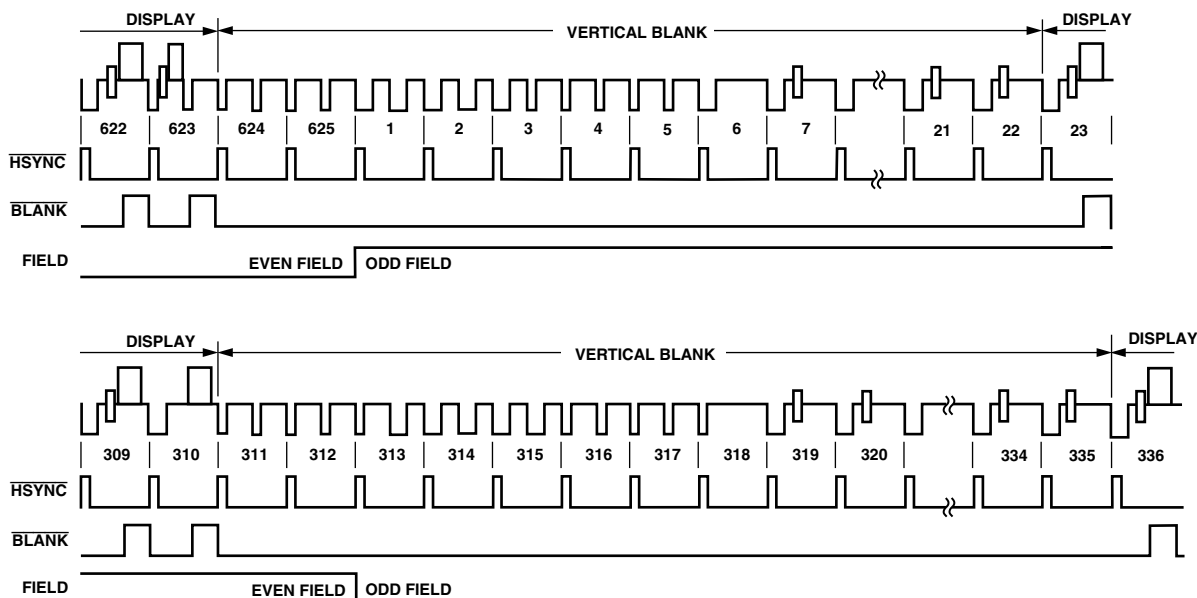 DISPLAY VERTICAL BLANK DISPLAY
622 623 624 625 1 2 3 4 5 6 7 21 22 23
HSYNC
BLANK
FIELD EVEN FIELD ODD FIELD
DISPLAY VERTICAL BLANK DISPLAY
309 310 311 312 313 314 315 316 317 318 319 320 334 335 336
HSYNC
BLANK
FIELD EVEN FIELD ODD FIELD